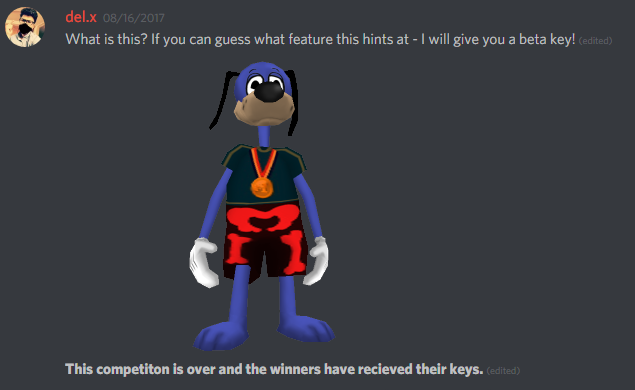 del.x 08/16/2017
What is this? If you can guess what feature this hints at - I will give you a beta key! (edited)
This competiton is over and the winners have recieved their keys. (edited)